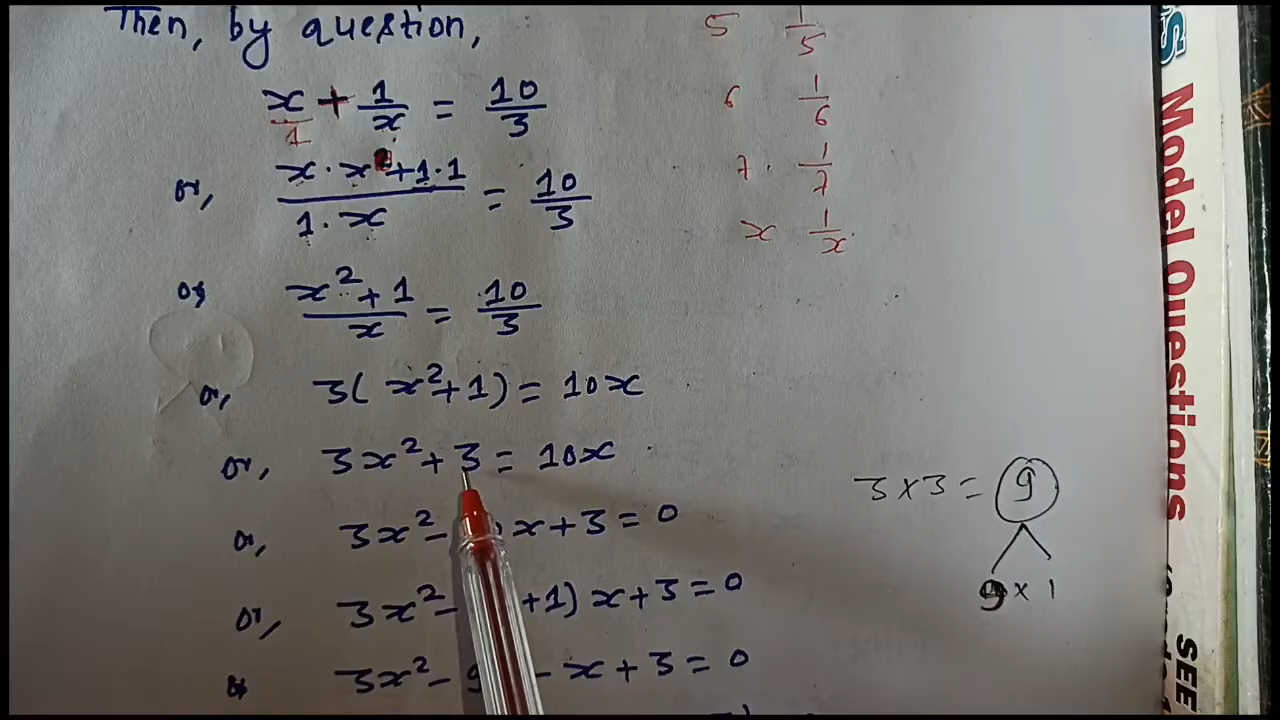 Then, by question,
x/1 + 1/x = 10/3
or, (x · x + 1 · 1)/(1 · x) = 10/3
or (x² + 1)/x = 10/3
or, 3(x² + 1) = 10x
or, 3x² + 3 = 10x
or, 3x² - x + 3 = 0
or, 3x² - +1) x + 3 = 0
or 3x² - 9 - x + 3 = 0
5 1/5
6 1/6
7 · 1/7
x 1/x
3 × 3 = 9
9 × 1
Model Questions
SEE